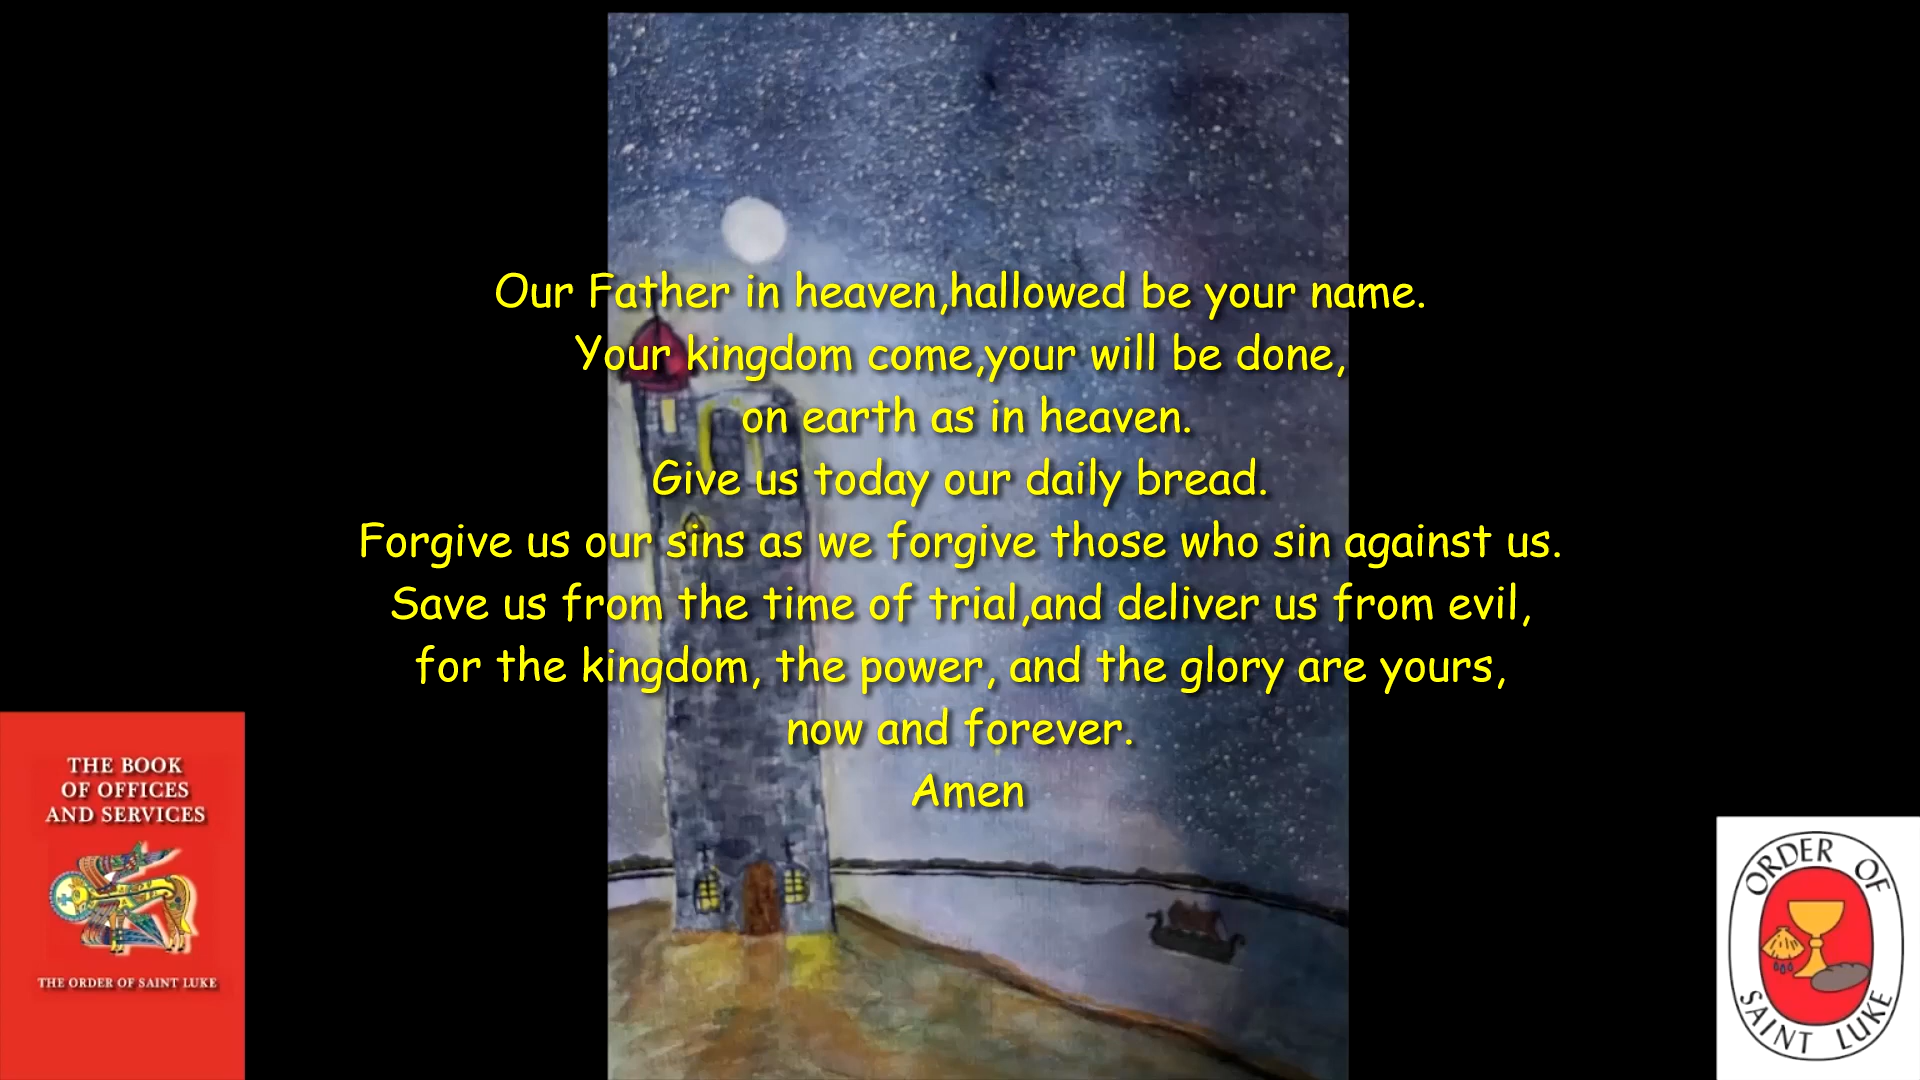 Our Father in heaven,hallowed be your name.
Your kingdom come,your will be done,
on earth as in heaven.
Give us today our daily bread.
Forgive us our sins as we forgive those who sin against us.
Save us from the time of trial,and deliver us from evil,
for the kingdom, the power, and the glory are yours,
now and forever.
Amen
THE BOOK
OF OFFICES
AND SERVICES
THE ORDER OF SAINT LUKE
ORDER OF
SAINT LUKE